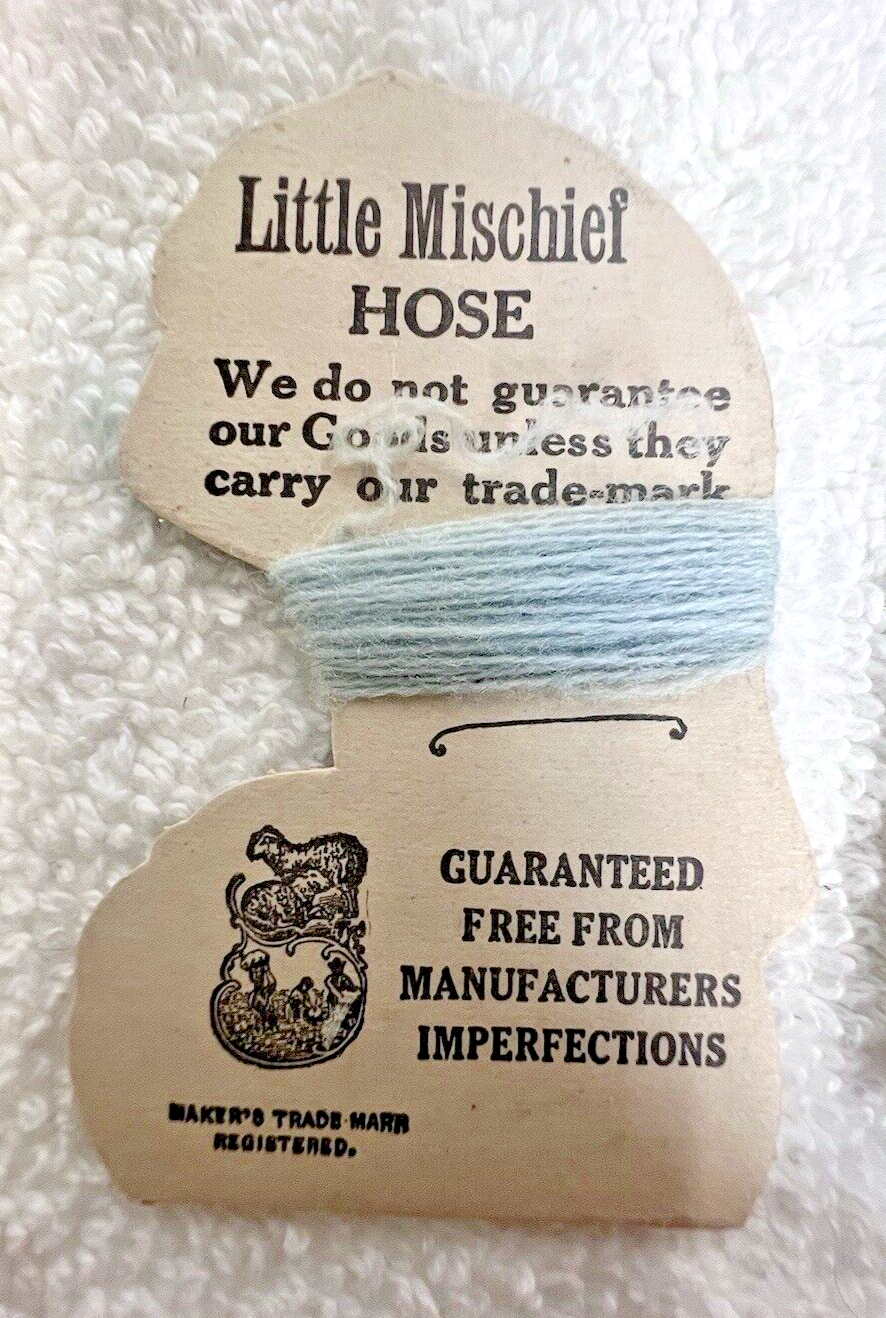 Little Mischief
HOSE
We do not guarantee
our Goods unless they
carry our trade-mark
GUARANTEED
FREE FROM
MANUFACTURERS
IMPERFECTIONS
MAKER'S TRADE MARK
REGISTERED.